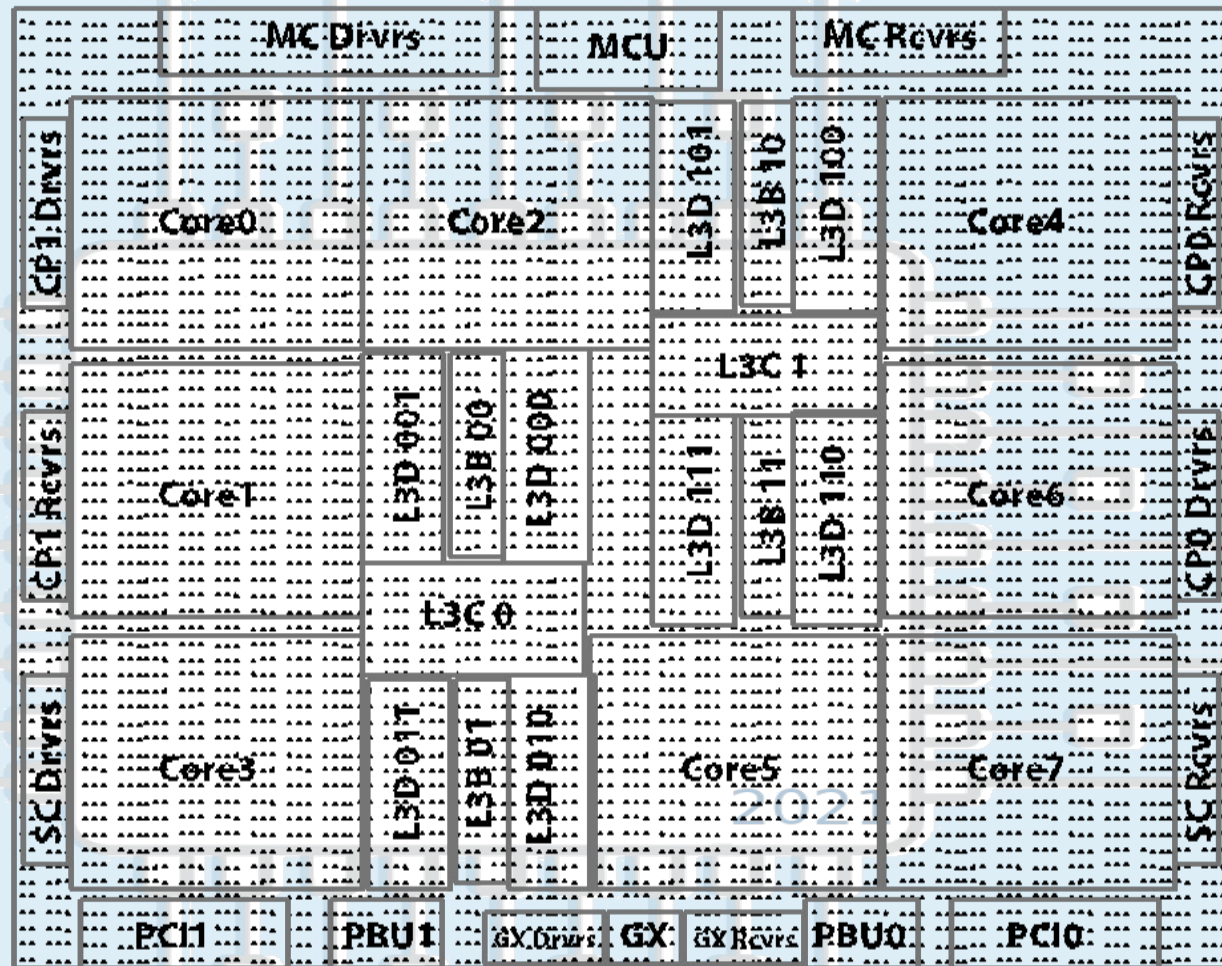 MC Drvrs
MCU
MC Rcvrs
CP1 Drvrs
Core0
Core2
L3D 101
L3B 10
L3D 100
Core4
CP0 Rcvrs
L3C 1
CP1 Rcvrs
Core1
L3D 001
L3B 00
L3D 000
L3D 111
L3B 11
L3D 110
Core6
CP0 Drvrs
L3C 0
SC Drvrs
Core3
L3D 011
L3B 01
L3D 010
Core5
Core7
SC Rcvrs
2021
PCI1
PBU1
GX Drvrs
GX
GX Rcvrs
PBU0
PCI0